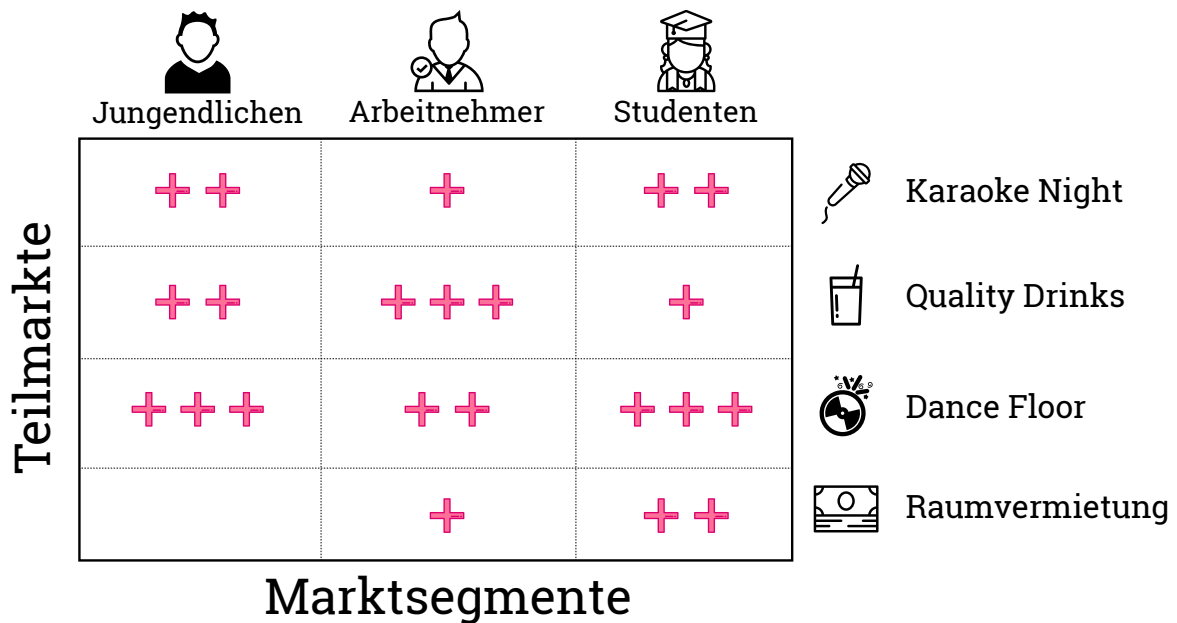 Jungendlichen
Arbeitnehmer
Studenten
Teilmarkte
Karaoke Night
Quality Drinks
Dance Floor
Raumvermietung
Marktsegmente